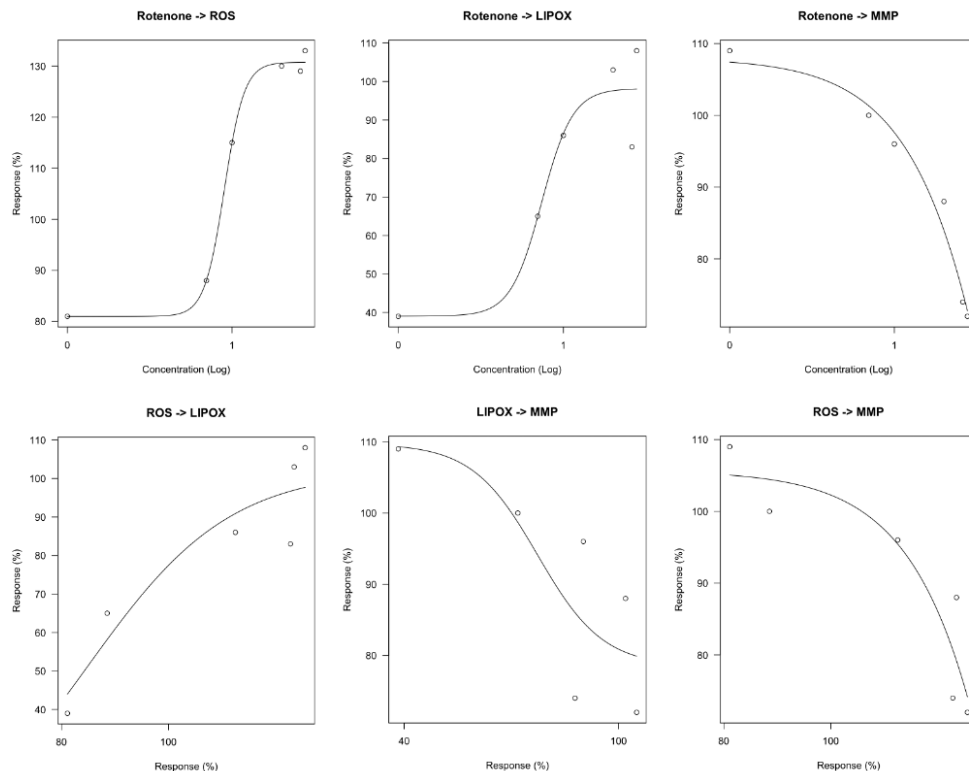 Rotenone -> ROS
Response (%)
130
120
110
100
90
80
0
1
Concentration (Log)
Rotenone -> LIPOX
Response (%)
110
100
90
80
70
60
50
40
0
1
Concentration (Log)
Rotenone -> MMP
Response (%)
110
100
90
80
0
1
Concentration (Log)
ROS -> LIPOX
Response (%)
110
100
90
80
70
60
50
40
80
100
Response (%)
LIPOX -> MMP
Response (%)
110
100
90
80
40
100
Response (%)
ROS -> MMP
Response (%)
110
100
90
80
80
100
Response (%)